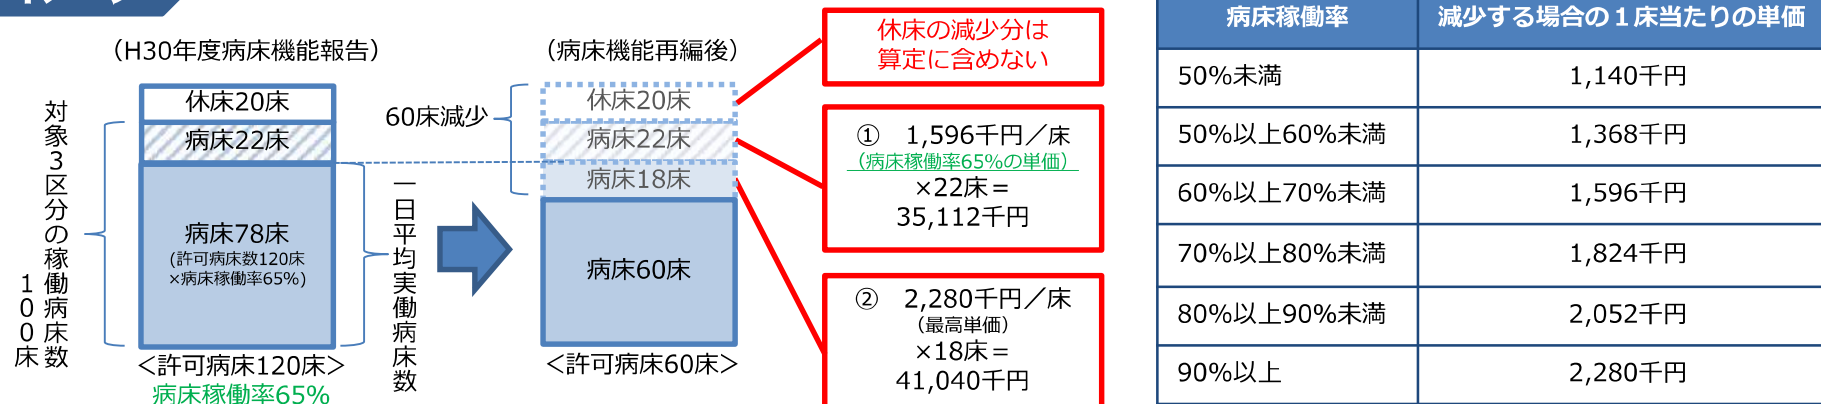 （H30年度病床機能報告）
休床20床
病床22床
病床78床
(許可病床数120床
×病床稼働率65%)
対象３区分の稼働病床数
１００床
一日平均実働病床数
＜許可病床120床＞
病床稼働率65%
（病床機能再編後）
60床減少
休床20床
病床22床
病床18床
病床60床
＜許可病床60床＞
休床の減少分は
算定に含めない
①　1,596千円／床
（病床稼働率65%の単価）
×22床＝
35,112千円
②　2,280千円／床
（最高単価）
×18床＝
41,040千円
病床稼働率　減少する場合の１床当たりの単価
50%未満　1,140千円
50%以上60%未満　1,368千円
60%以上70%未満　1,596千円
70%以上80%未満　1,824千円
80%以上90%未満　2,052千円
90%以上　2,280千円